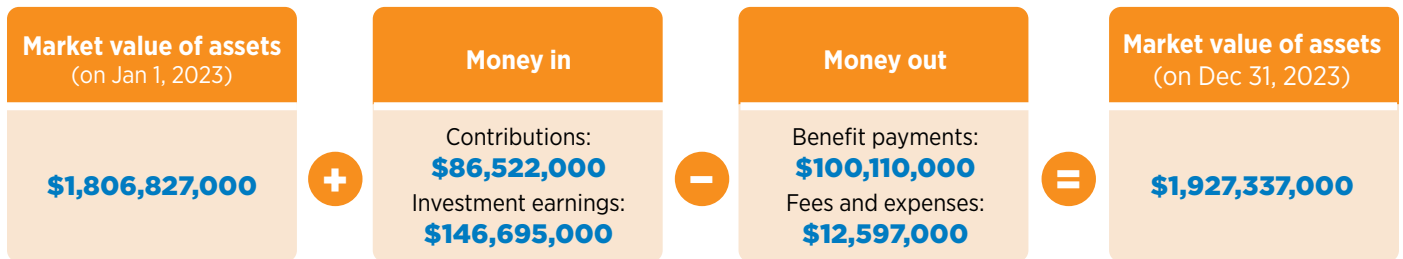 Market value of assets
(on Jan 1, 2023)
$1,806,827,000
+
Money in
Contributions:
$86,522,000
Investment earnings:
$146,695,000
–
Money out
Benefit payments:
$100,110,000
Fees and expenses:
$12,597,000
=
Market value of assets
(on Dec 31, 2023)
$1,927,337,000